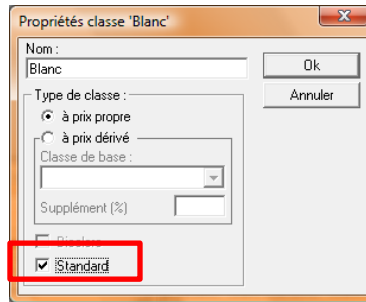 Propriétés classe 'Blanc'
Nom :
Blanc
Ok
Annuler
Type de classe :
à prix propre
à prix dérivé
Classe de base :
Supplément (%)
Bicolore
Standard